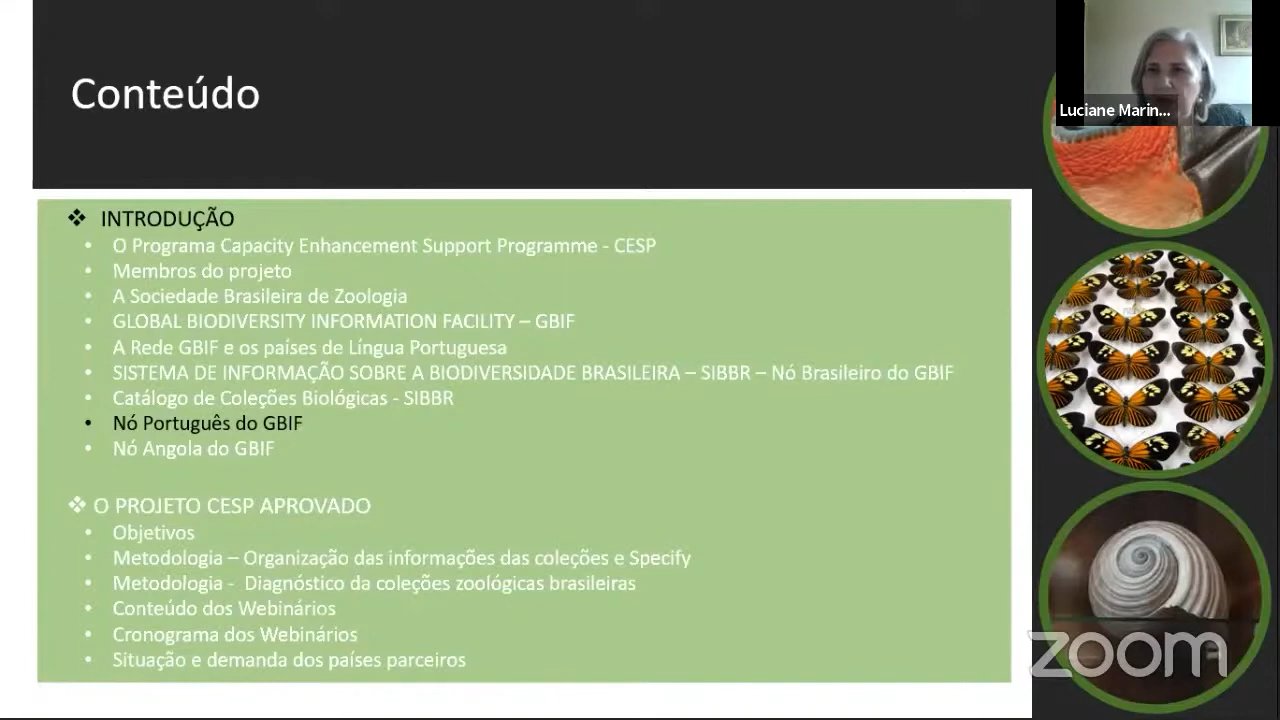 Conteúdo
Luciane Marin...
❖ INTRODUÇÃO
• O Programa Capacity Enhancement Support Programme - CESP
• Membros do projeto
• A Sociedade Brasileira de Zoologia
• GLOBAL BIODIVERSITY INFORMATION FACILITY – GBIF
• A Rede GBIF e os países de Língua Portuguesa
• SISTEMA DE INFORMAÇÃO SOBRE A BIODIVERSIDADE BRASILEIRA – SIBBR – Nó Brasileiro do GBIF
• Catálogo de Coleções Biológicas - SIBBR
• Nó Português do GBIF
• Nó Angola do GBIF
❖ O PROJETO CESP APROVADO
• Objetivos
• Metodologia – Organização das informações das coleções e Specify
• Metodologia - Diagnóstico da coleções zoológicas brasileiras
• Conteúdo dos Webinários
• Cronograma dos Webinários
• Situação e demanda dos países parceiros
zoom